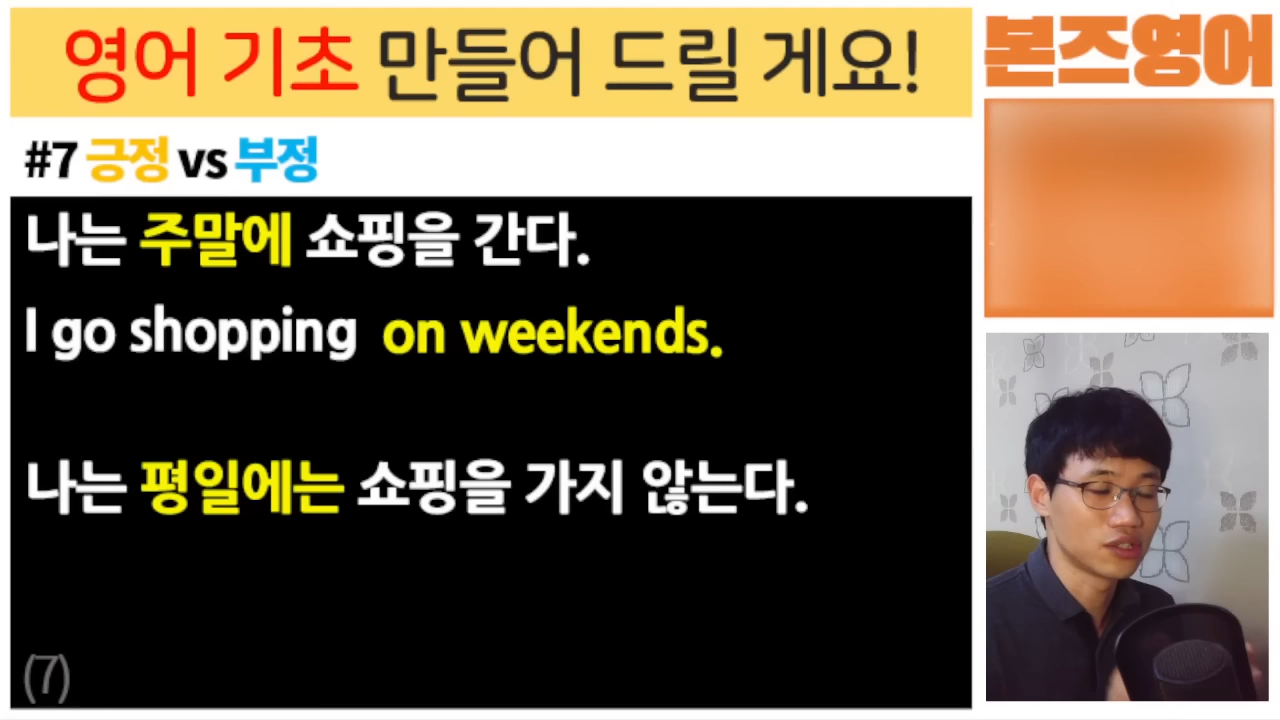 영어 기초 만들어 드릴 게요!
본즈영어
#7 긍정 vs 부정
나는 주말에 쇼핑을 간다.
I go shopping on weekends.
나는 평일에는 쇼핑을 가지 않는다.
(7)